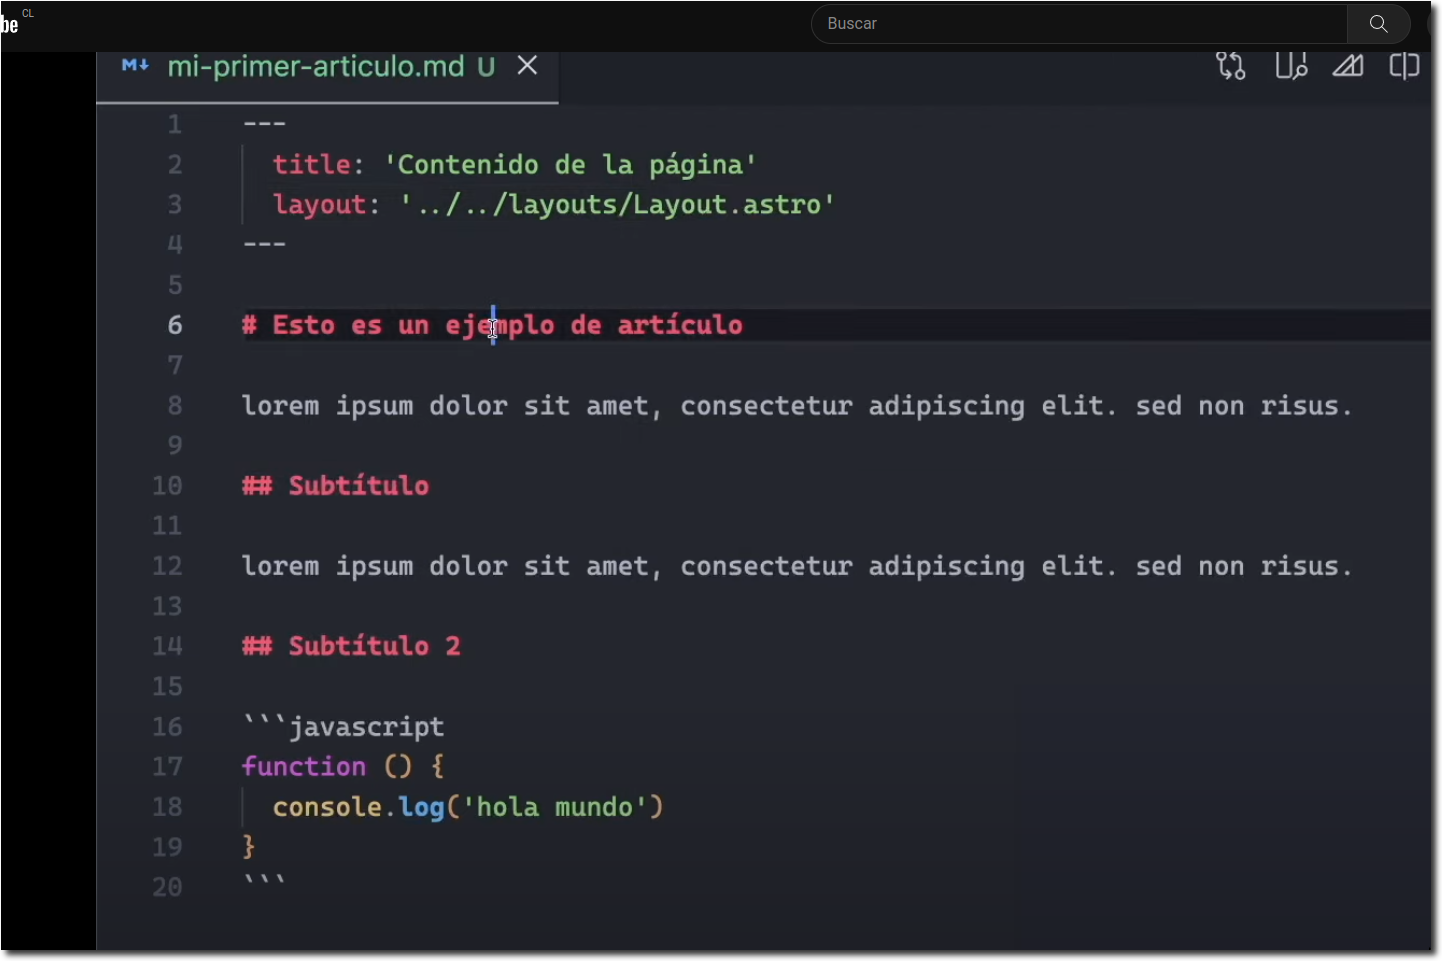 be CL
Buscar
M↓ mi-primer-articulo.md U
1 ---
2 title: 'Contenido de la página'
3 layout: '../../layouts/Layout.astro'
4 ---
5
6 # Esto es un ejemplo de artículo
7
8 lorem ipsum dolor sit amet, consectetur adipiscing elit. sed non risus.
9
10 ## Subtítulo
11
12 lorem ipsum dolor sit amet, consectetur adipiscing elit. sed non risus.
13
14 ## Subtítulo 2
15
16 ```javascript
17 function () {
18 console.log('hola mundo')
19 }
20 ```